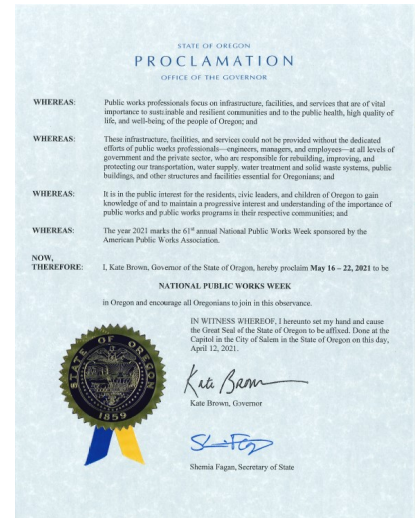 STATE OF OREGON
PROCLAMATION
OFFICE OF THE GOVERNOR
WHEREAS: Public works professionals focus on infrastructure, facilities, and services that are of vital
importance to sustainable and resilient communities and to the public health, high quality of
life, and well-being of the people of Oregon; and
WHEREAS: These infrastructure, facilities, and services could not be provided without the dedicated
efforts of public works professionals—engineers, managers, and employees—at all levels of
government and the private sector, who are responsible for rebuilding, improving, and
protecting our transportation, water supply, water treatment and solid waste systems, public
buildings, and other structures and facilities essential for Oregonians; and
WHEREAS: It is in the public interest for the residents, civic leaders, and children of Oregon to gain
knowledge of and to maintain a progressive interest and understanding of the importance of
public works and public works programs in their respective communities; and
WHEREAS: The year 2021 marks the 61st annual National Public Works Week sponsored by the
American Public Works Association.
NOW,
THEREFORE: I, Kate Brown, Governor of the State of Oregon, hereby proclaim May 16 – 22, 2021 to be
NATIONAL PUBLIC WORKS WEEK
in Oregon and encourage all Oregonians to join in this observance.
IN WITNESS WHEREOF, I hereunto set my hand and cause
the Great Seal of the State of Oregon to be affixed. Done at the
Capitol in the City of Salem in the State of Oregon on this day,
April 12, 2021.
Kate Brown
Kate Brown, Governor
Shemia Fagan, Secretary of State
STATE OF OREGON
1859